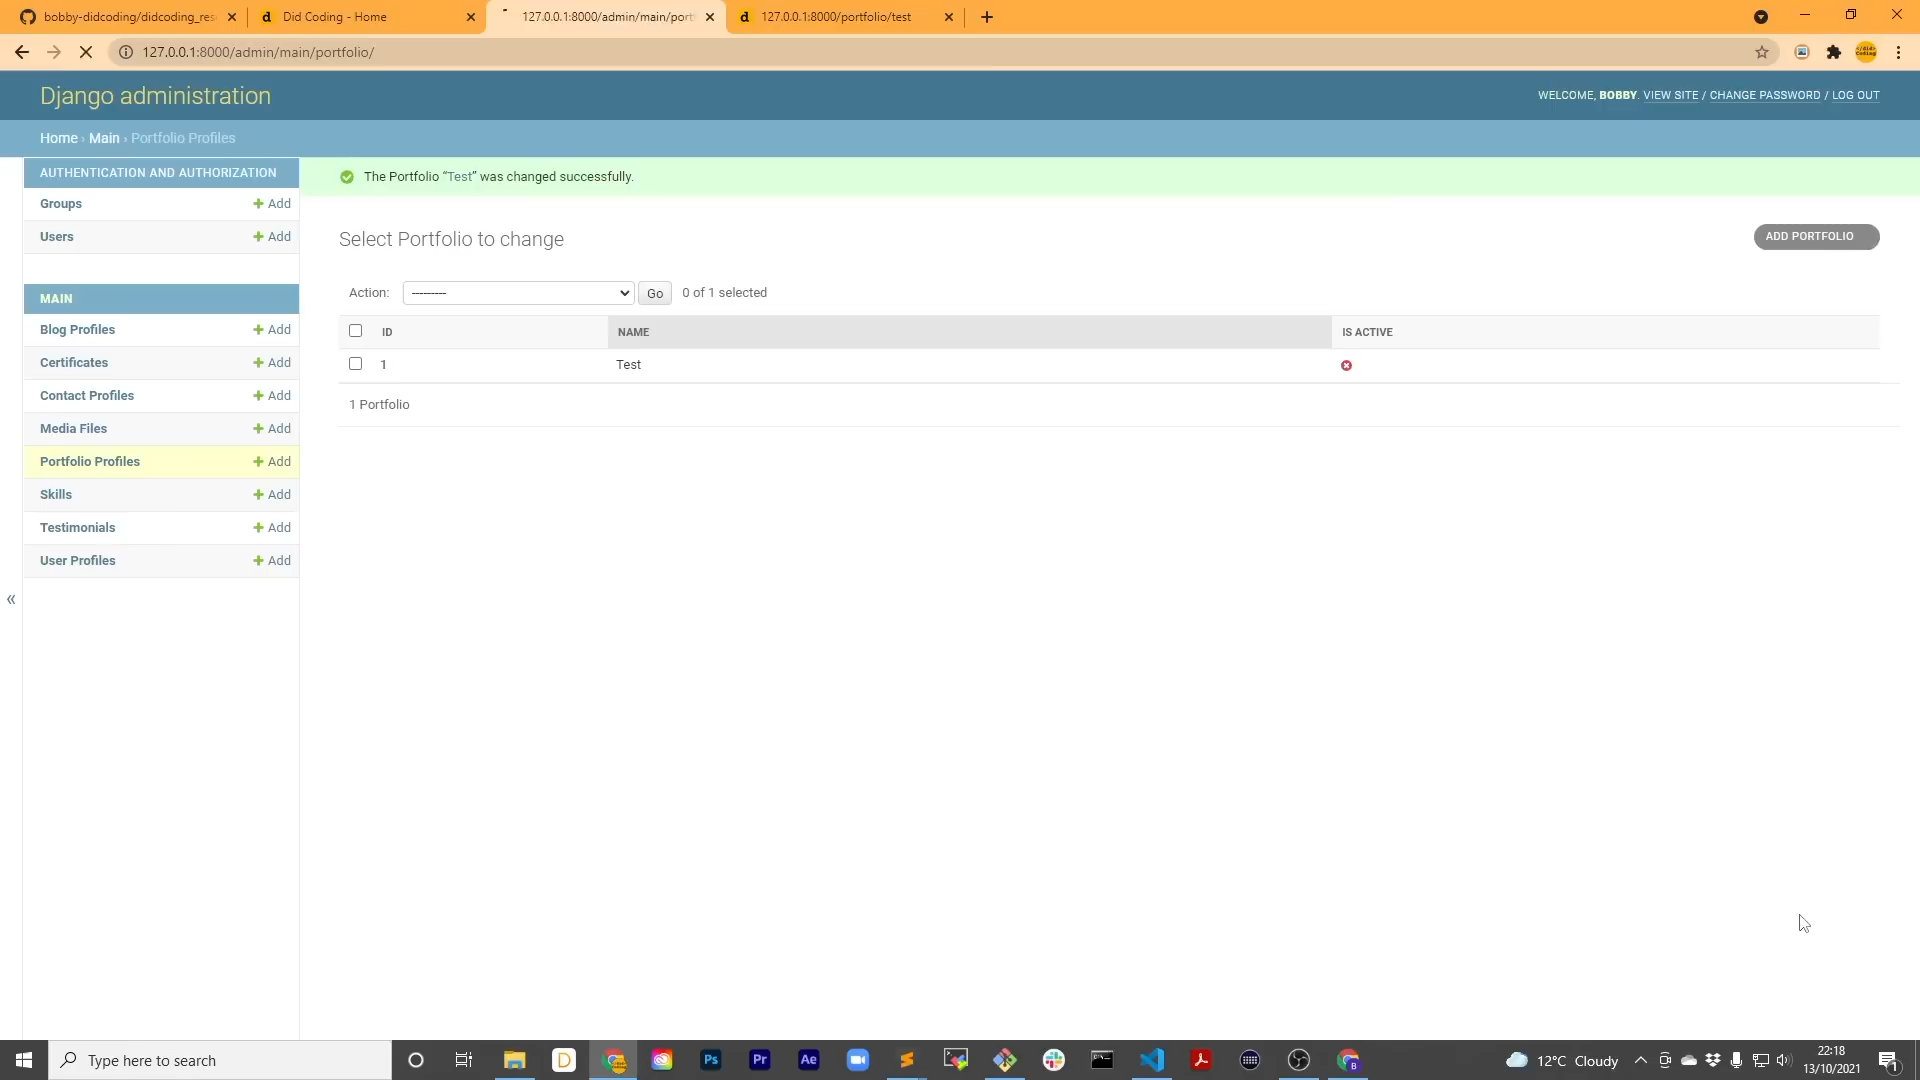 bobby-didcoding/didcoding_res
Did Coding - Home
127.0.0.1:8000/admin/main/port
127.0.0.1:8000/portfolio/test
127.0.0.1:8000/admin/main/portfolio/
Django administration
WELCOME, BOBBY. VIEW SITE / CHANGE PASSWORD / LOG OUT
Home › Main › Portfolio Profiles
AUTHENTICATION AND AUTHORIZATION
Groups + Add
Users + Add
MAIN
Blog Profiles + Add
Certificates + Add
Contact Profiles + Add
Media Files + Add
Portfolio Profiles + Add
Skills + Add
Testimonials + Add
User Profiles + Add
«
The Portfolio “Test” was changed successfully.
Select Portfolio to change
ADD PORTFOLIO
Action: --------- Go 0 of 1 selected
ID NAME IS ACTIVE
1 Test
1 Portfolio
Type here to search
D
Ps
Pr
Ae
12°C Cloudy
22:18
13/10/2021
1